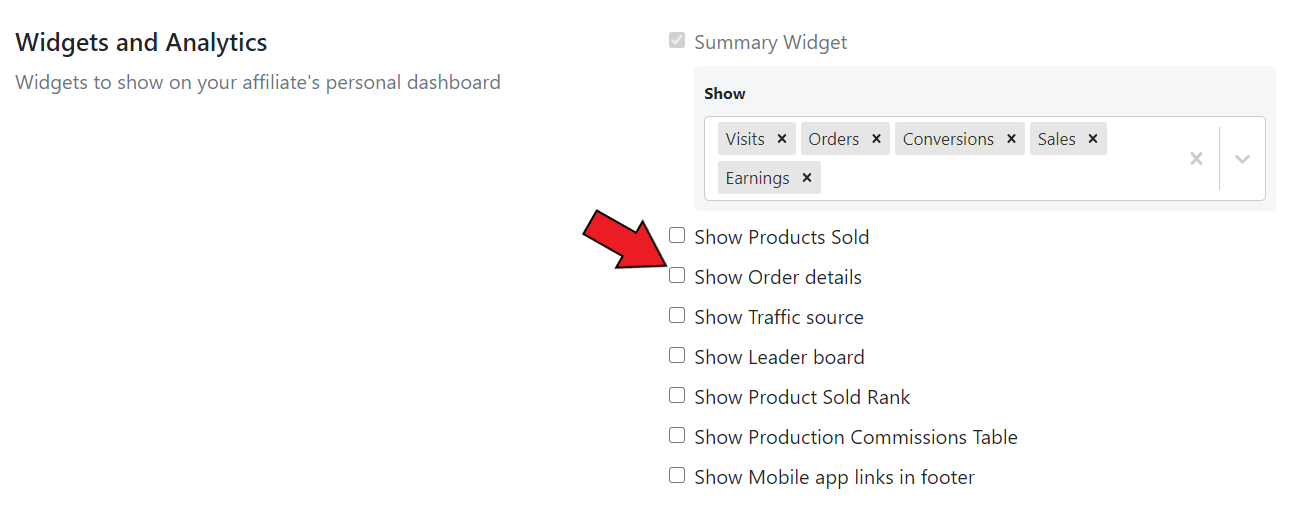 Widgets and Analytics
Widgets to show on your affiliate's personal dashboard
Summary Widget
Show
Visits × Orders × Conversions × Sales ×
Earnings ×
Show Products Sold
Show Order details
Show Traffic source
Show Leader board
Show Product Sold Rank
Show Production Commissions Table
Show Mobile app links in footer